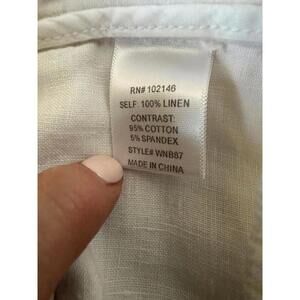 RN# 102146
SELF: 100% LINEN
CONTRAST:
95% COTTON
5% SPANDEX
STYLE# WNB87
MADE IN CHINA